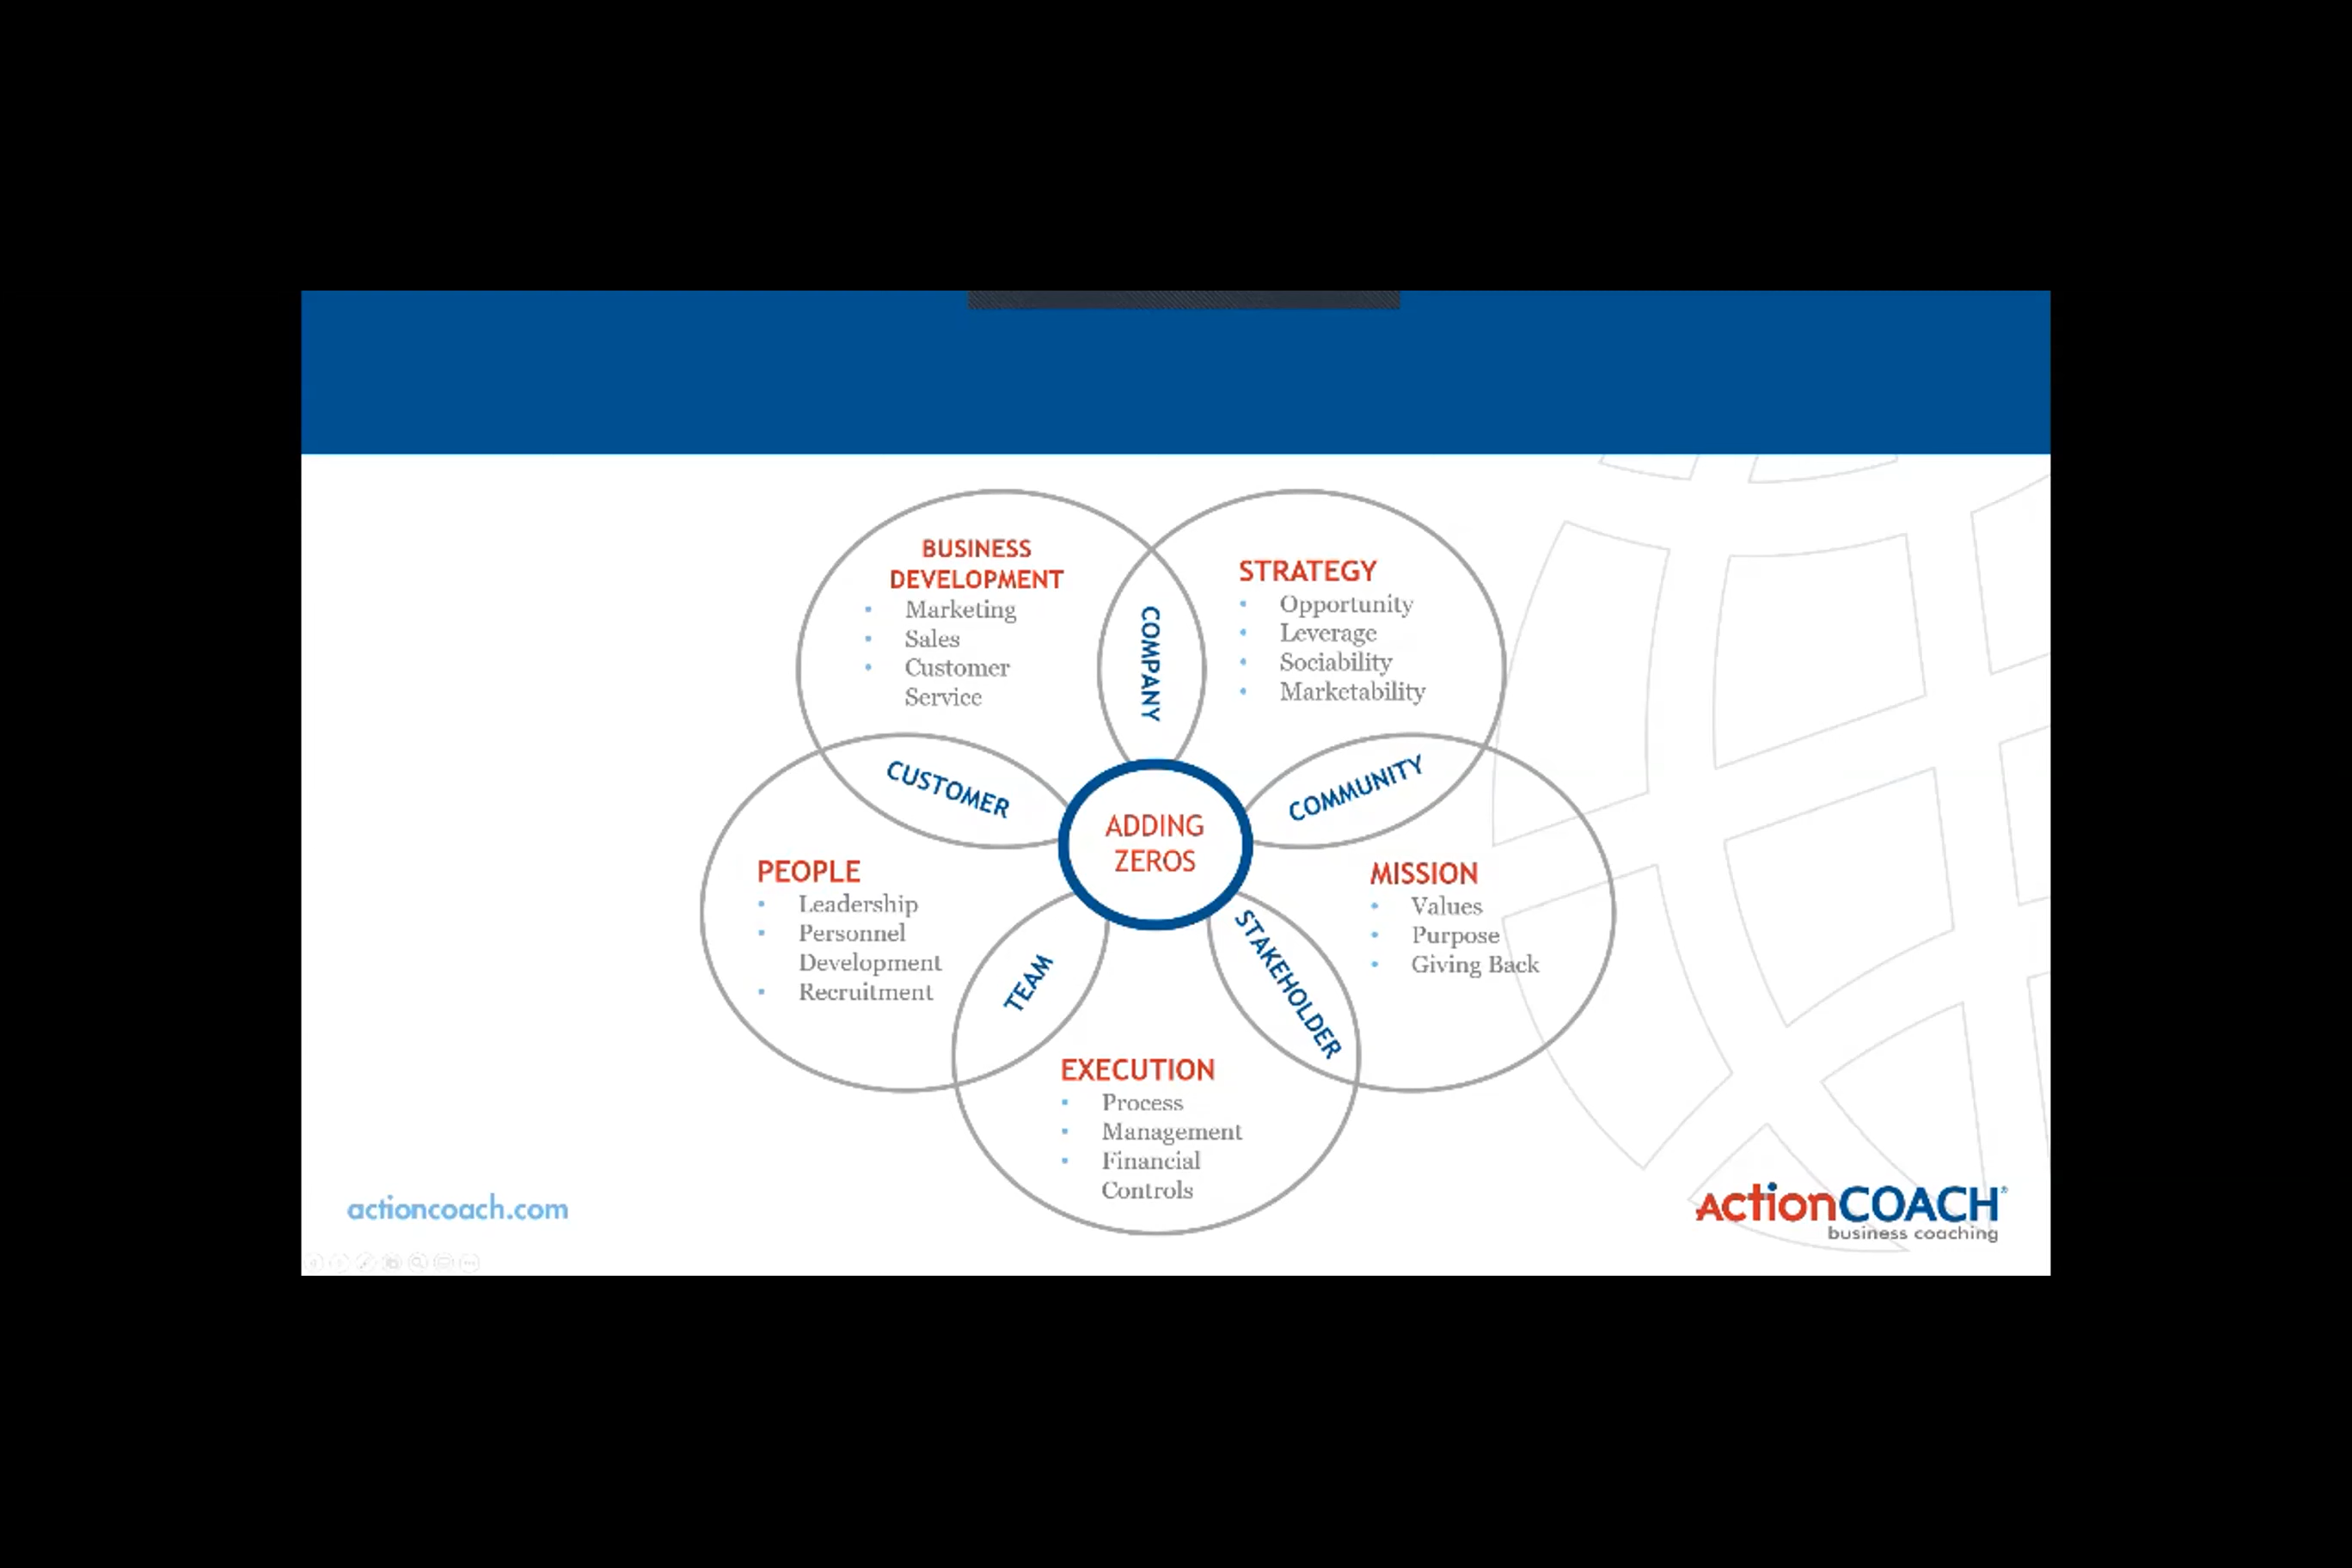 BUSINESS
DEVELOPMENT
• Marketing
• Sales
• Customer
Service
COMPANY
STRATEGY
• Opportunity
• Leverage
• Sociability
• Marketability
CUSTOMER
COMMUNITY
ADDING
ZEROS
PEOPLE
• Leadership
• Personnel
Development
• Recruitment
MISSION
• Values
• Purpose
• Giving Back
TEAM
STAKEHOLDER
EXECUTION
• Process
• Management
• Financial
Controls
actioncoach.com
ActionCOACH®
business coaching